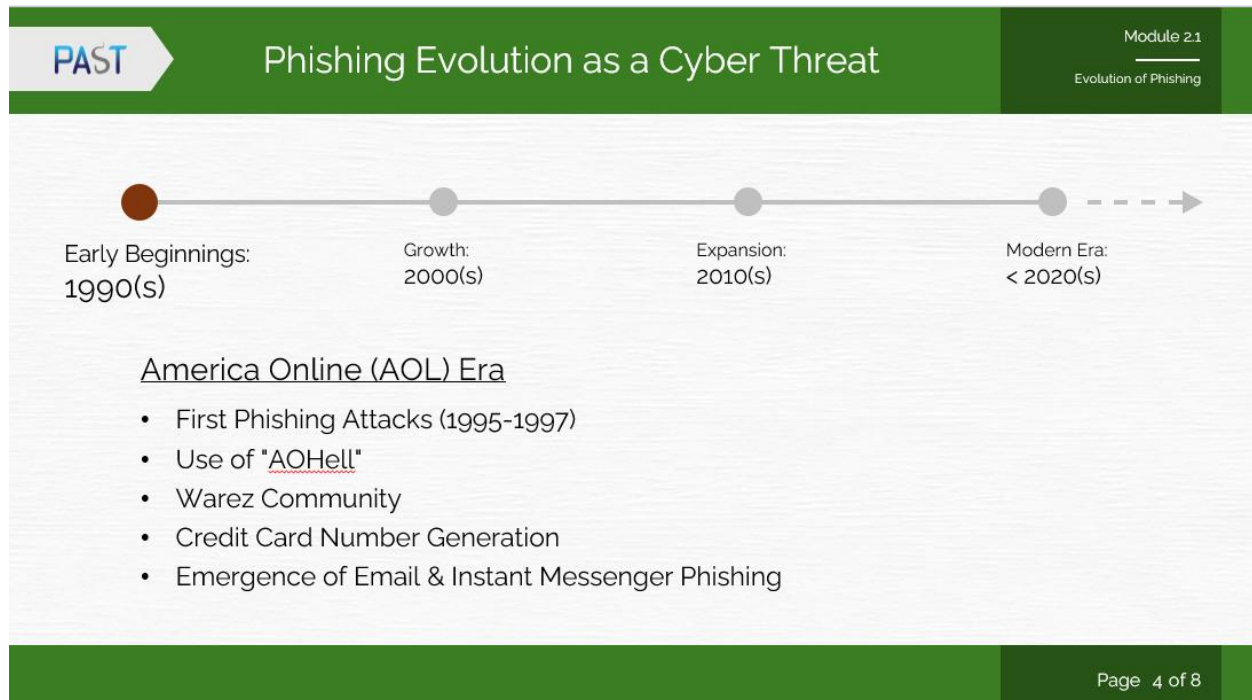 PAST
Phishing Evolution as a Cyber Threat
Module 2.1
Evolution of Phishing
Early Beginnings:
1990(s)
Growth:
2000(s)
Expansion:
2010(s)
Modern Era:
< 2020(s)
America Online (AOL) Era
• First Phishing Attacks (1995-1997)
• Use of "AOHell"
• Warez Community
• Credit Card Number Generation
• Emergence of Email & Instant Messenger Phishing
Page 4 of 8